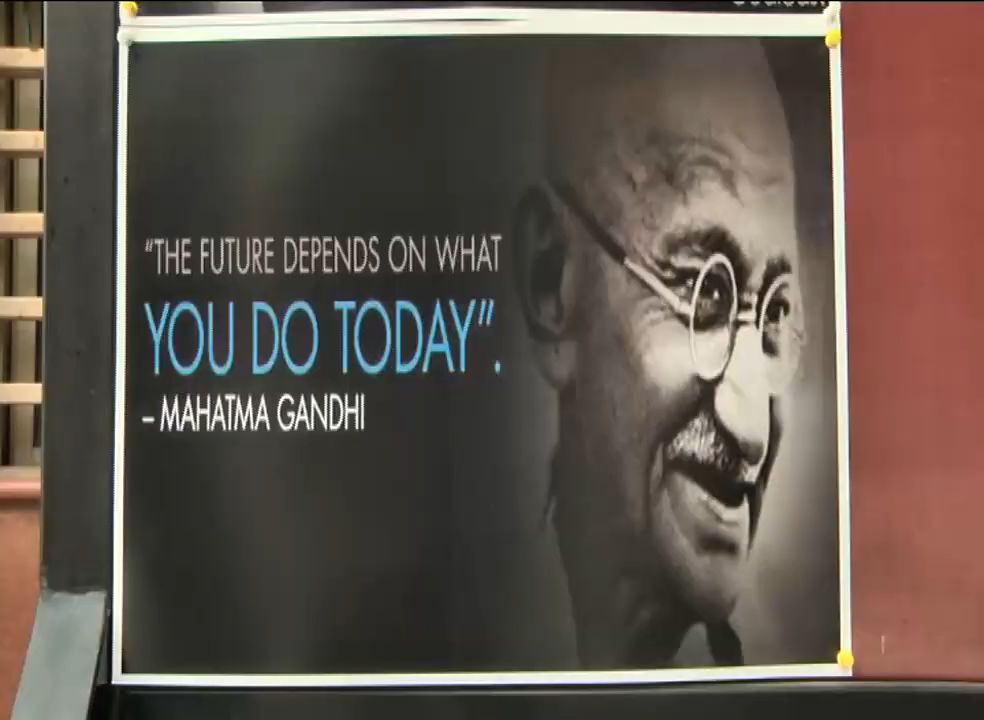 “THE FUTURE DEPENDS ON WHAT
YOU DO TODAY”.
– MAHATMA GANDHI